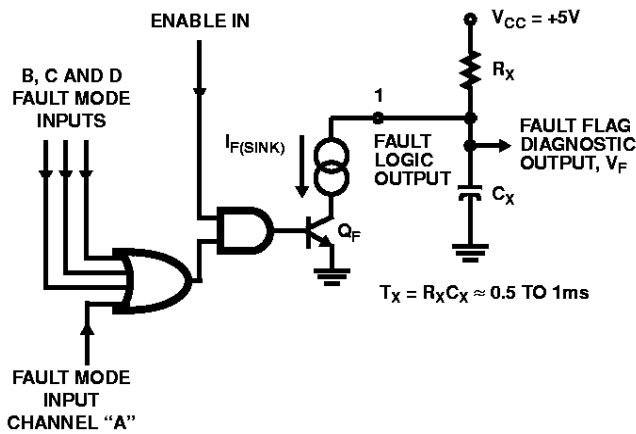 ENABLE IN
B, C AND D
FAULT MODE
INPUTS
V_CC = +5V
R_X
1
I_F(SINK)
FAULT
LOGIC
OUTPUT
FAULT FLAG
DIAGNOSTIC
OUTPUT, V_F
C_X
Q_F
T_X = R_XC_X ≈ 0.5 TO 1ms
FAULT MODE
INPUT
CHANNEL “A”